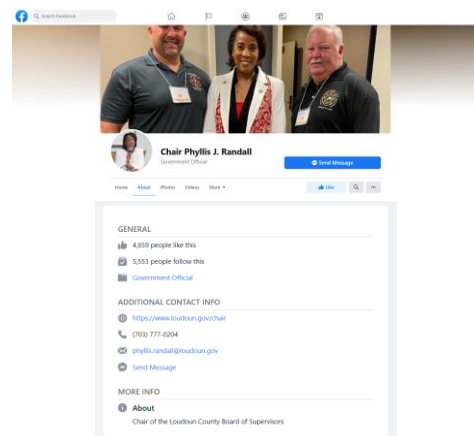 Search Facebook
Chair Phyllis J. Randall
Government Official
Send Message
Home About Photos Videos More
Like
GENERAL
4,859 people like this
5,553 people follow this
Government Official
ADDITIONAL CONTACT INFO
https://www.loudoun.gov/chair
(703) 777-0204
phyllis.randall@loudoun.gov
Send Message
MORE INFO
About
Chair of the Loudoun County Board of Supervisors